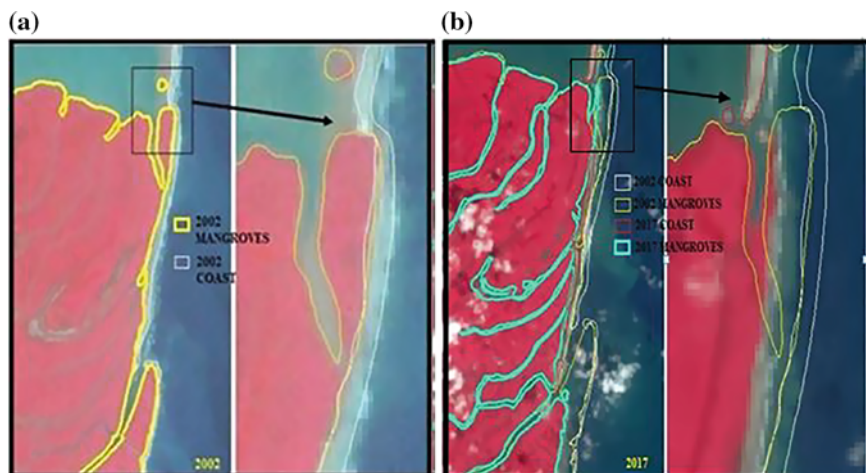 (a)
(b)
2002
MANGROVES
2002
COAST
2002
2002 COAST
2002 MANGROVES
2017 COAST
2017 MANGROVES
2017